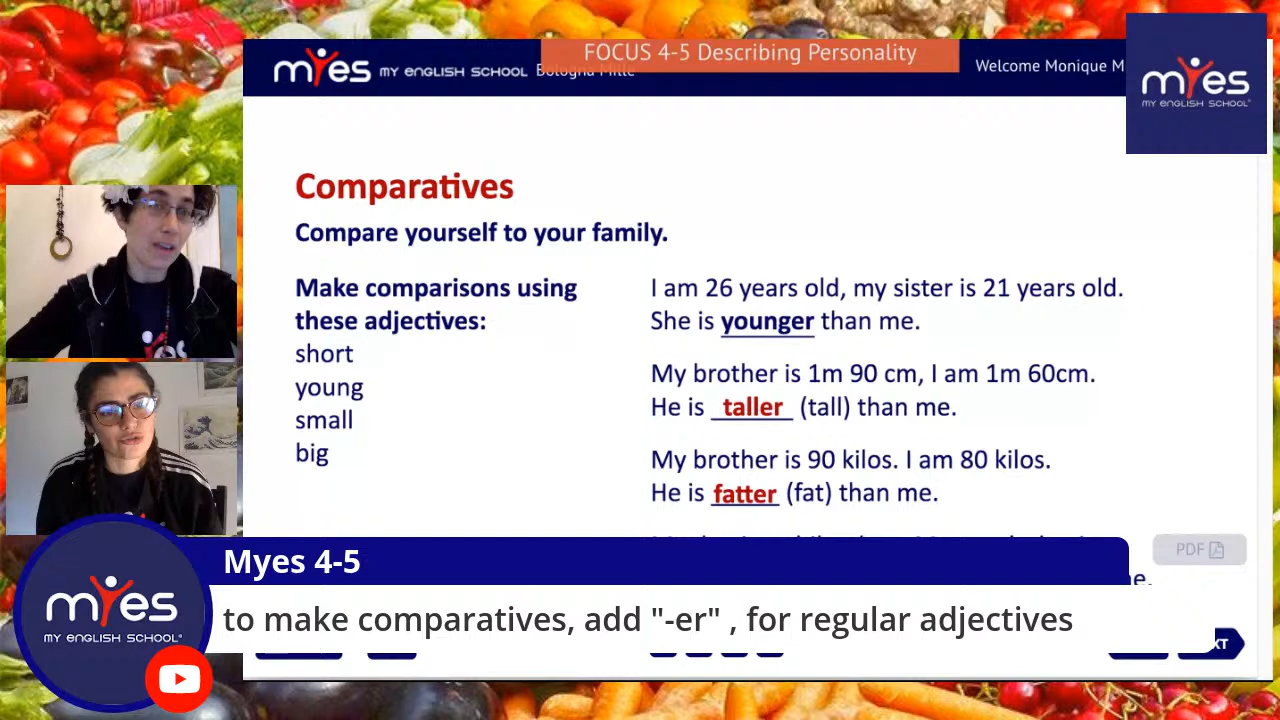 FOCUS 4-5 Describing Personality
myes MY ENGLISH SCHOOL Bologna Mille
Welcome Monique M
myes
MY ENGLISH SCHOOL
Comparatives
Compare yourself to your family.
Make comparisons using
these adjectives:
short
young
small
big
I am 26 years old, my sister is 21 years old.
She is younger than me.
My brother is 1m 90 cm, I am 1m 60cm.
He is taller (tall) than me.
My brother is 90 kilos. I am 80 kilos.
He is fatter (fat) than me.
PDF
me.
Myes 4-5
to make comparatives, add "-er" , for regular adjectives
myes
MY ENGLISH SCHOOL
XT